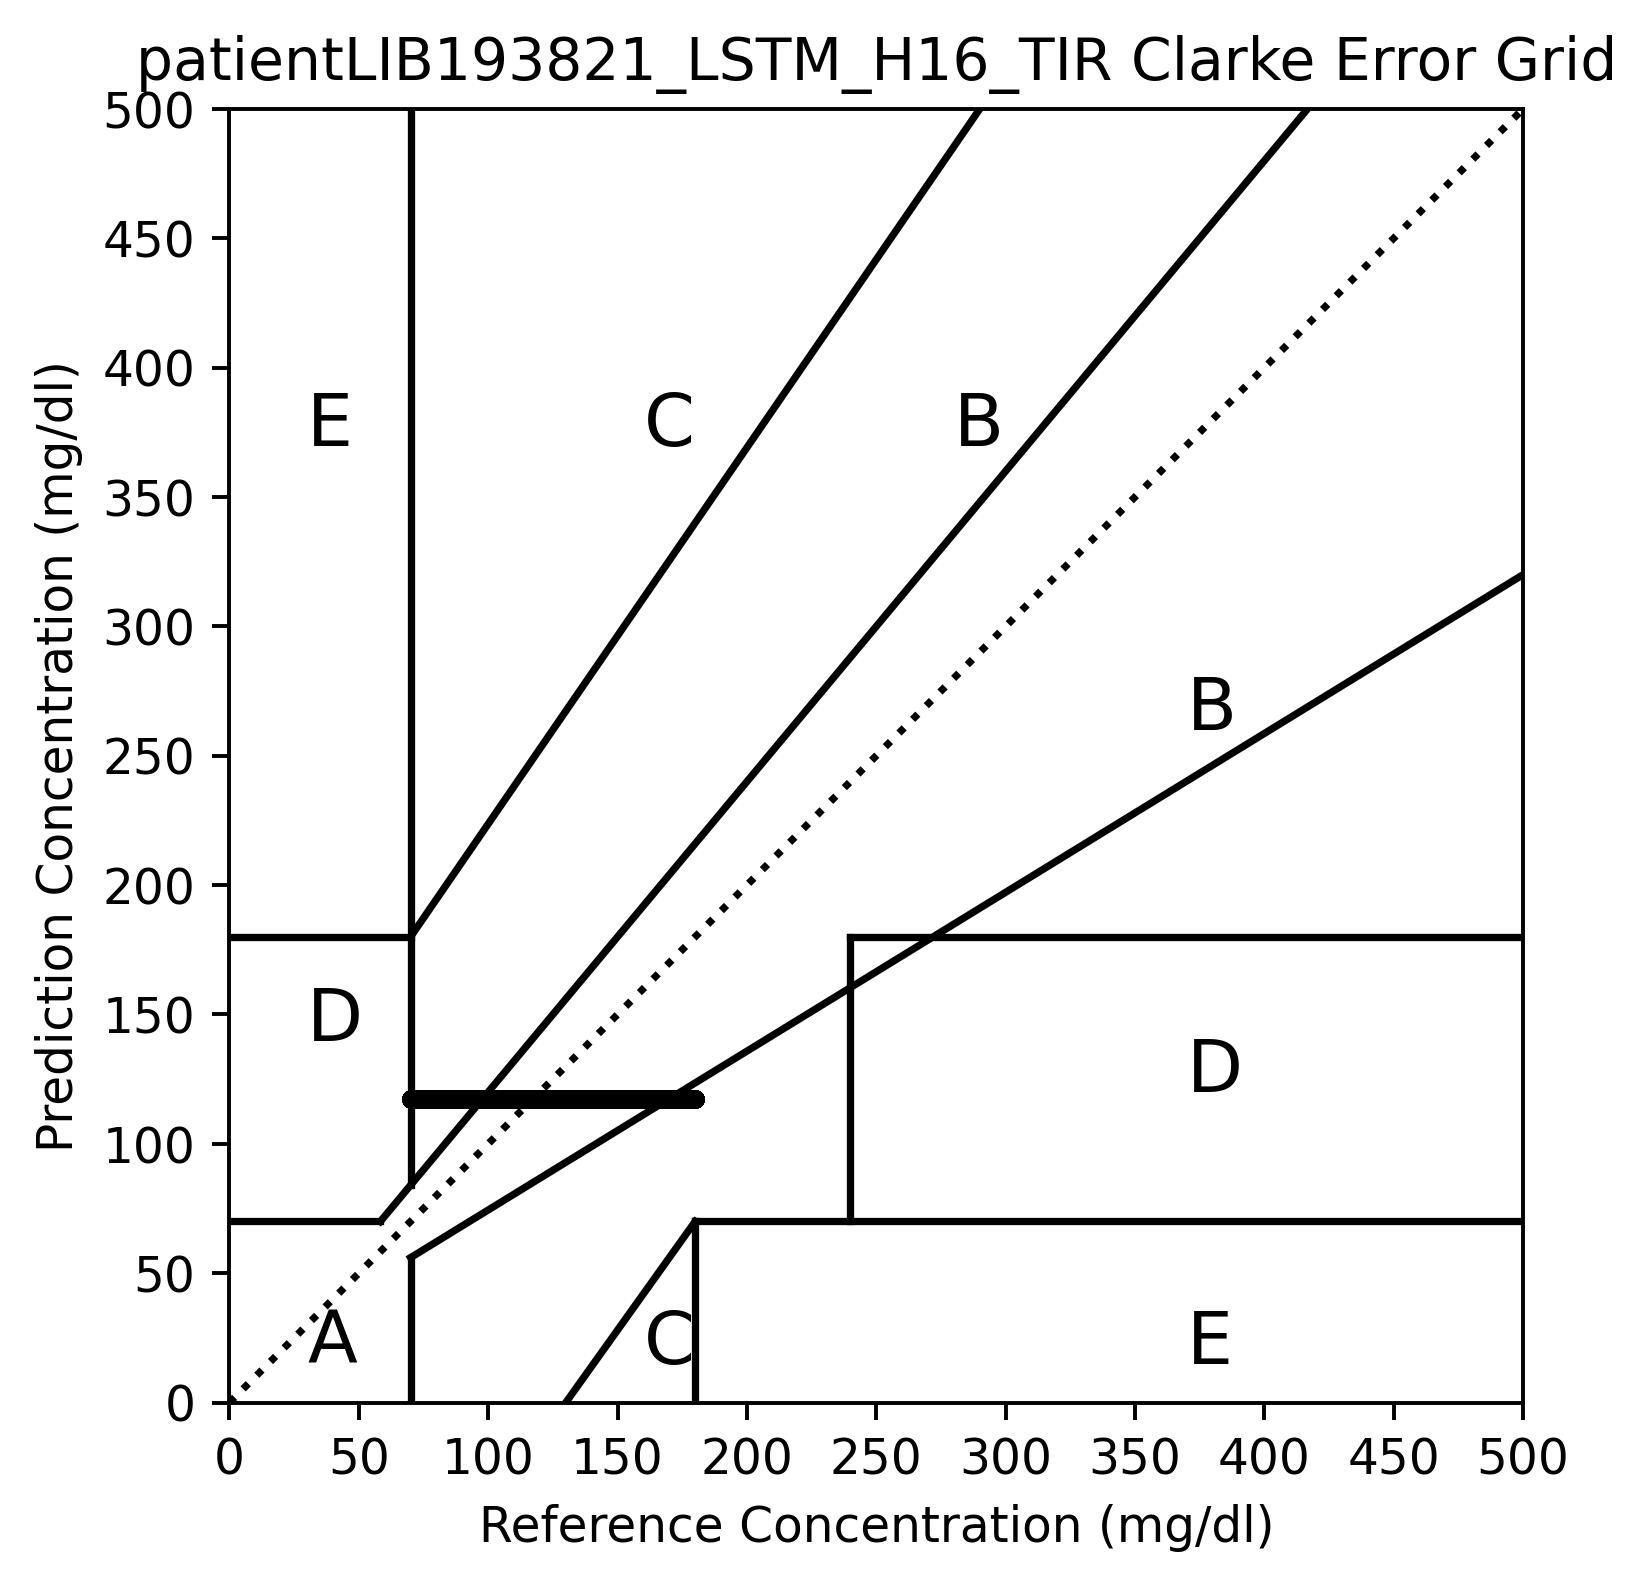 patientLIB193821_LSTM_H16_TIR Clarke Error Grid
500
450
400
350
300
250
200
150
100
50
0
Prediction Concentration (mg/dl)
E
C
B
B
D
D
A
C
E
0 50 100 150 200 250 300 350 400 450 500
Reference Concentration (mg/dl)